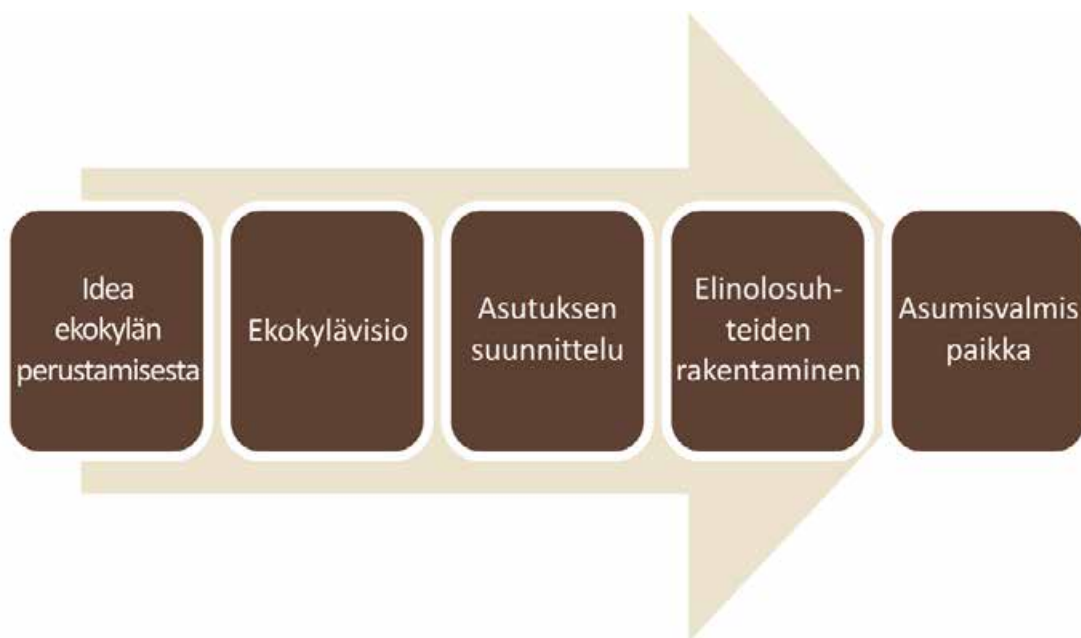 Idea
ekokylän
perustamisesta
Ekokylävisio
Asutuksen
suunnittelu
Elinolosuh-
teiden
rakentaminen
Asumisvalmis
paikka